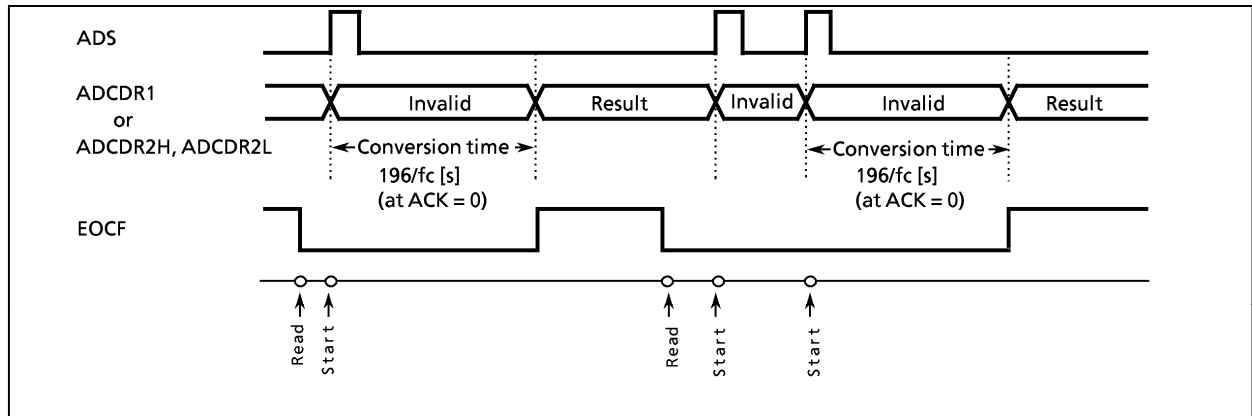 ADS
ADCDR1
or
ADCDR2H, ADCDR2L
Invalid
Result
Invalid
Invalid
Result
Conversion time
196/fc [s]
(at ACK = 0)
Conversion time
196/fc [s]
(at ACK = 0)
EOCF
Read
Start
Read
Start
Start